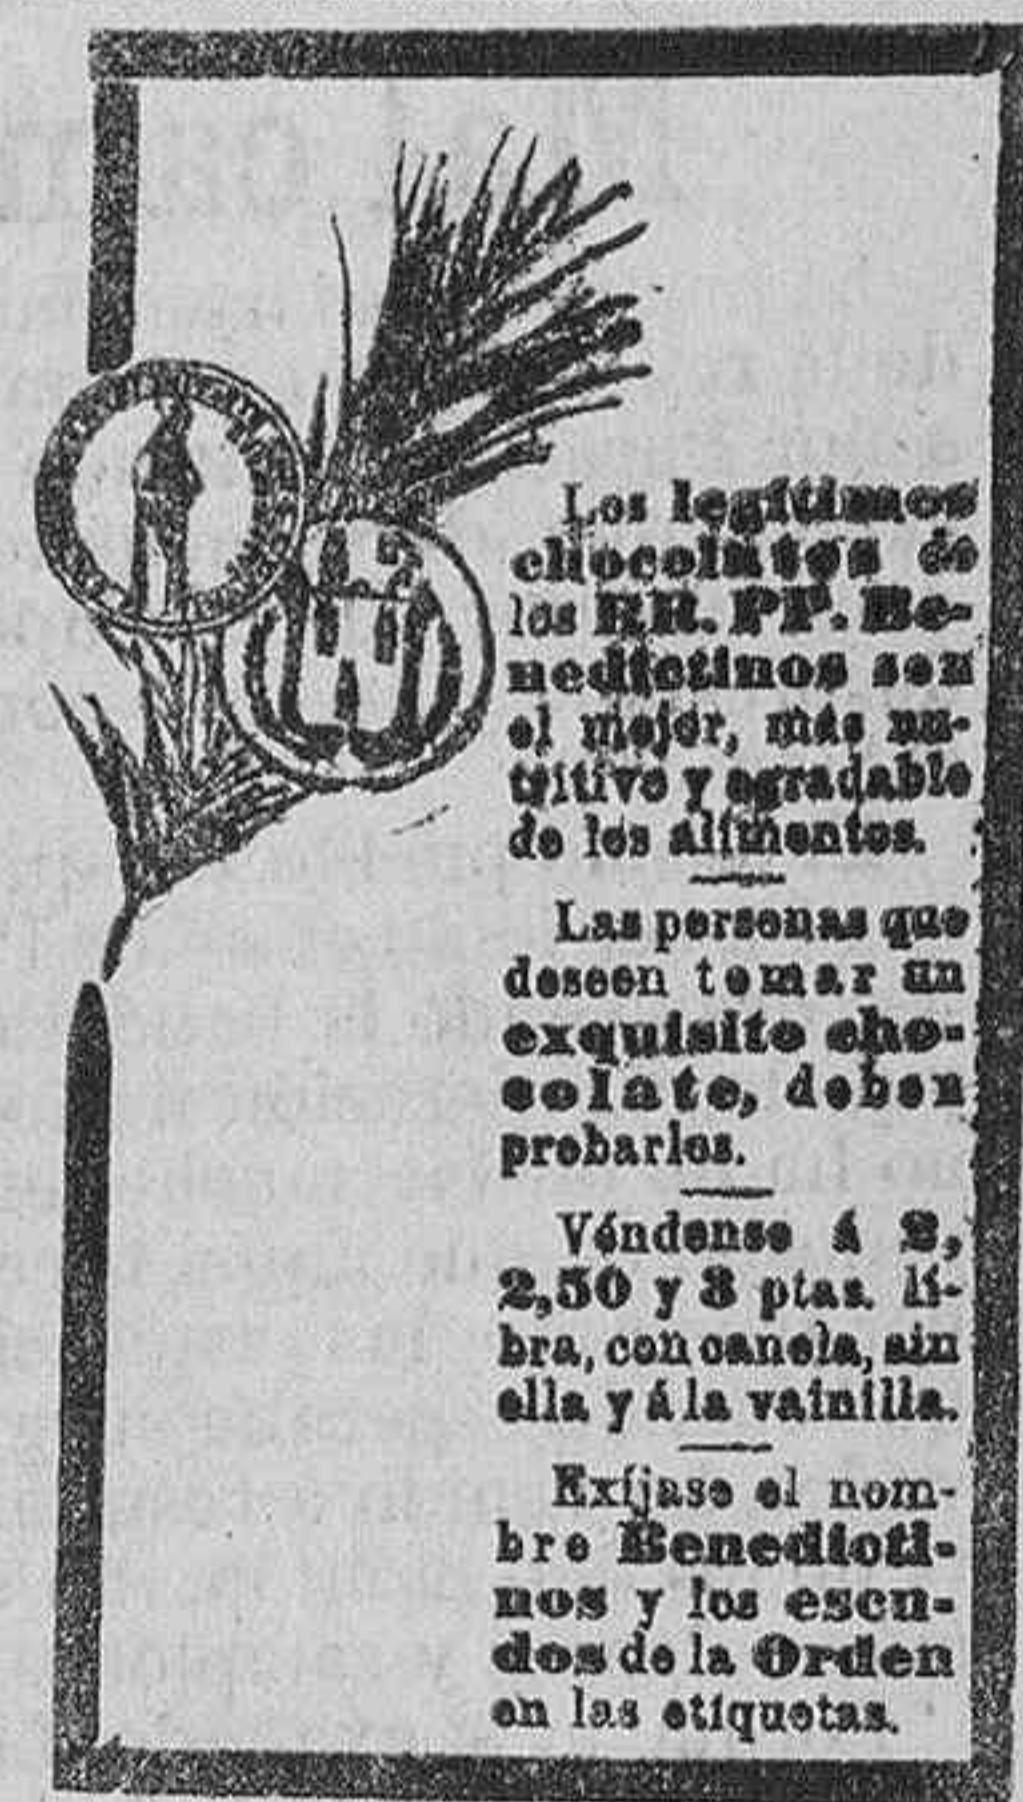 Los legítimos
chocolates de
los RR. PP. Be-
nedictinos son
el mejor, más nu-
tritivo y agradable
de los alimentos.
Las personas que
deseen tomar un
exquisito cho-
colate, deben
probarlos.
Véndense á 2,
2,50 y 3 ptas. li-
bra, con canela, sin
ella y á la vainilla.
Exíjase el nom-
bre Benedicti-
nos y los escu-
dos de la Orden
en las etiquetas.